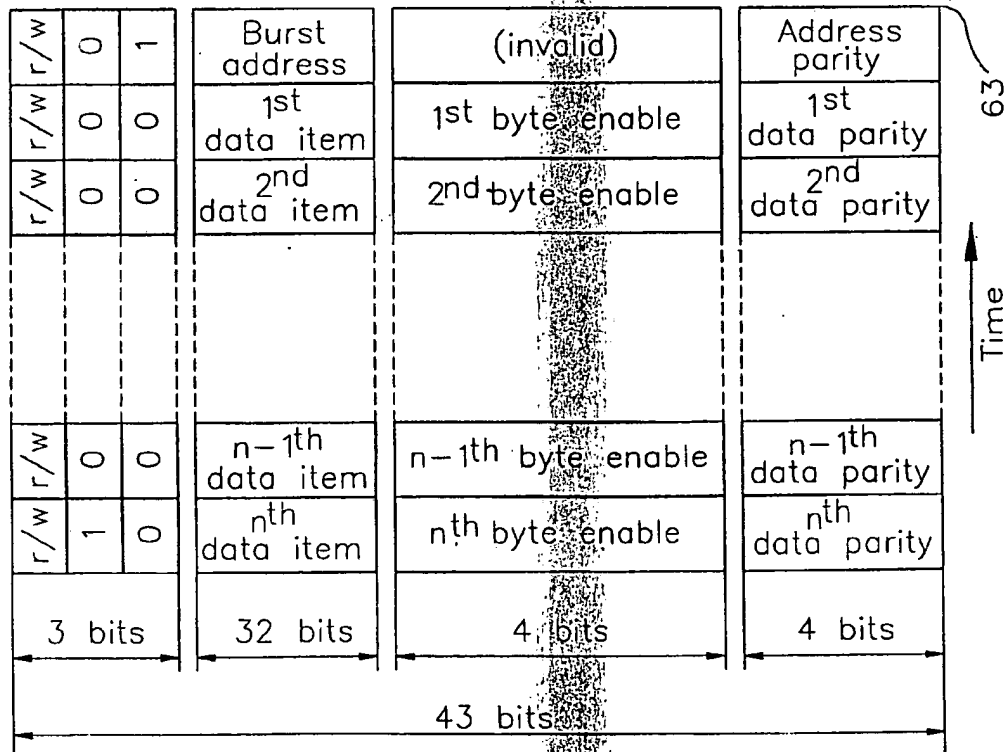 r/w 0 1 Burst address (invalid) Address parity
r/w 0 0 1st data item 1st byte enable 1st data parity
r/w 0 0 2nd data item 2nd byte enable 2nd data parity
r/w 0 0 n-1th data item n-1th byte enable n-1th data parity
r/w 1 0 nth data item nth byte enable nth data parity
3 bits 32 bits 4 bits 4 bits
43 bits
63
Time